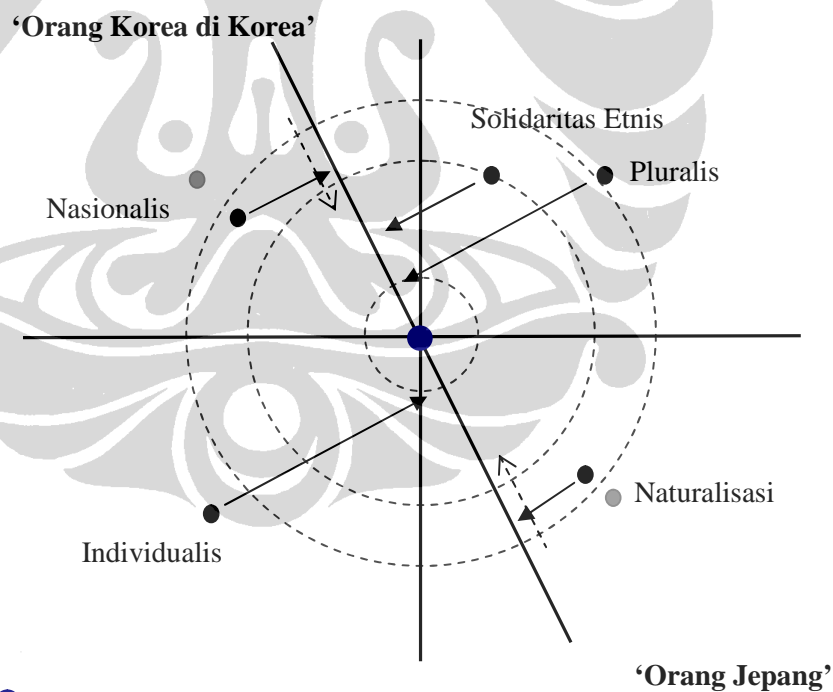 ‘Orang Korea di Korea’
Solidaritas Etnis
Pluralis
Nasionalis
Naturalisasi
Individualis
‘Orang Jepang’